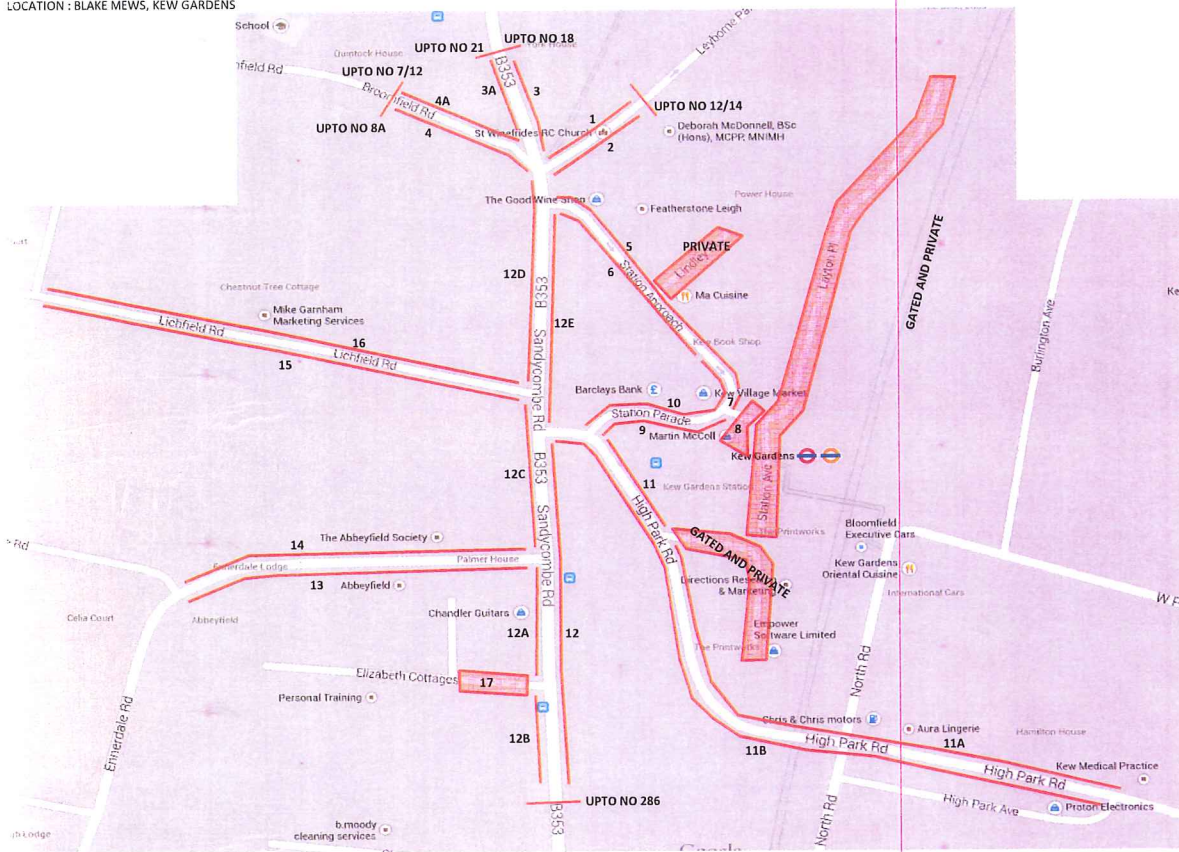 LOCATION : BLAKE MEWS, KEW GARDENS
School
UPTO NO 21
UPTO NO 18
York House
Quintock House
Leyborne Pa
nfield Rd
UPTO NO 7/12
B353
4A
3A
3
Broomfield Rd
UPTO NO 12/14
1
UPTO NO 8A
4
St Winefrides RC Church
2
Deborah McDonnell, BSc
(Hons), MCPP, MNIMH
Power House
The Good Wine Shop
Featherstone Leigh
5
PRIVATE
6
Lindley
Station Approach
Layton Pl
GATED AND PRIVATE
12D
B353
Chestnut Tree Cottage
Ma Cuisine
Ke
Mike Garnham
Marketing Services
Lichfield Rd
16
12E
Burlington Ave
Lichfield Rd
15
Sandycombe Rd
Kew Book Shop
Barclays Bank
Kew Village Market
10
7
Station Parade
9
8
Martin McColl
Kew Gardens
12C
B353
11
Kew Gardens Station
Station Ave
High Park Rd
Sandycombe Rd
The Printworks
Bloomfield
Executive Cars
14
The Abbeyfield Society
GATED AND PRIVATE
Rd
Ennerdale Lodge
Palmer House
Kew Gardens
Oriental Cuisine
13
Abbeyfield
Directions Research
& Marketing
International Cars
W P
Celia Court
Abbeyfield
Chandler Guitars
12A
12
Empower
Software Limited
The Printworks
Elizabeth Cottages
17
North Rd
Personal Training
Ennerdale Rd
12B
Chris & Chris motors
Aura Lingerie
Hamilton House
11B
High Park Rd
11A
High Park Rd
Kew Medical Practice
UPTO NO 286
High Park Ave
Proton Electronics
B353
North Rd
b.moody
cleaning services
Lodge